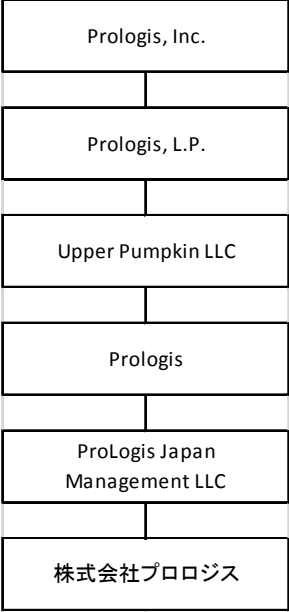 Prologis, Inc.
Prologis, L.P.
Upper Pumpkin LLC
Prologis
ProLogis Japan
Management LLC
株式会社プロロジス